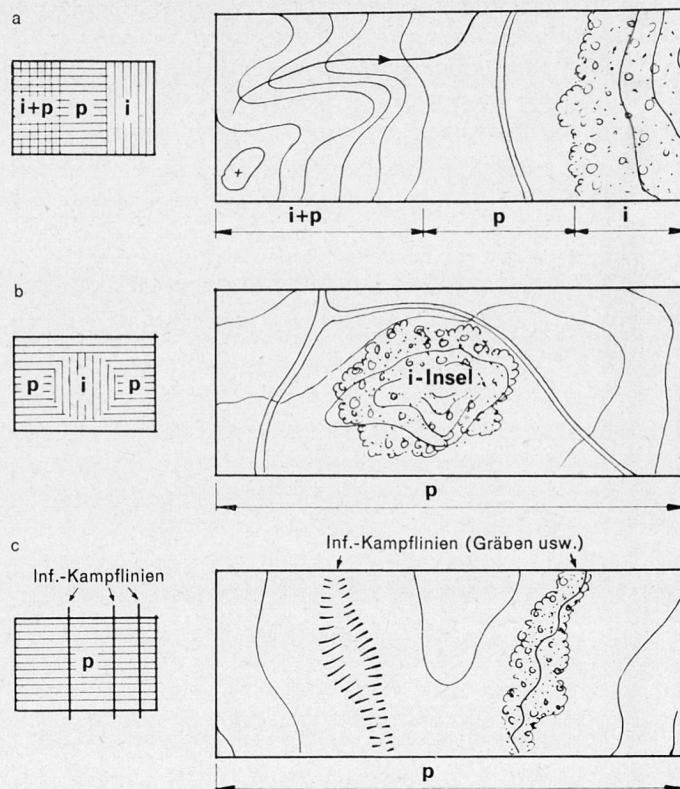 a
i+p p i
i+p p i
b
p i p
i-Insel
p
c
Inf.-Kampflinien
p
Inf.-Kampflinien (Gräben usw.)
p